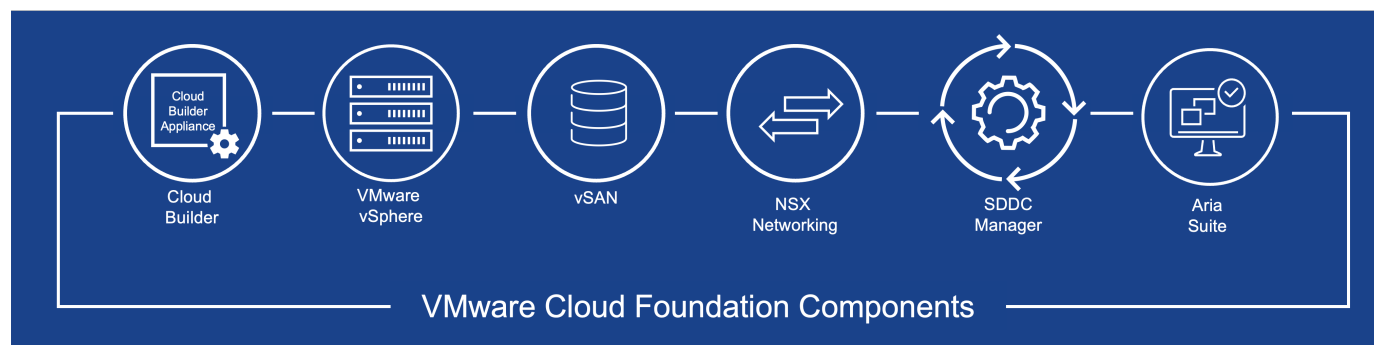 Cloud
Builder
Appliance
Cloud
Builder
VMware
vSphere
vSAN
NSX
Networking
SDDC
Manager
Aria
Suite
VMware Cloud Foundation Components